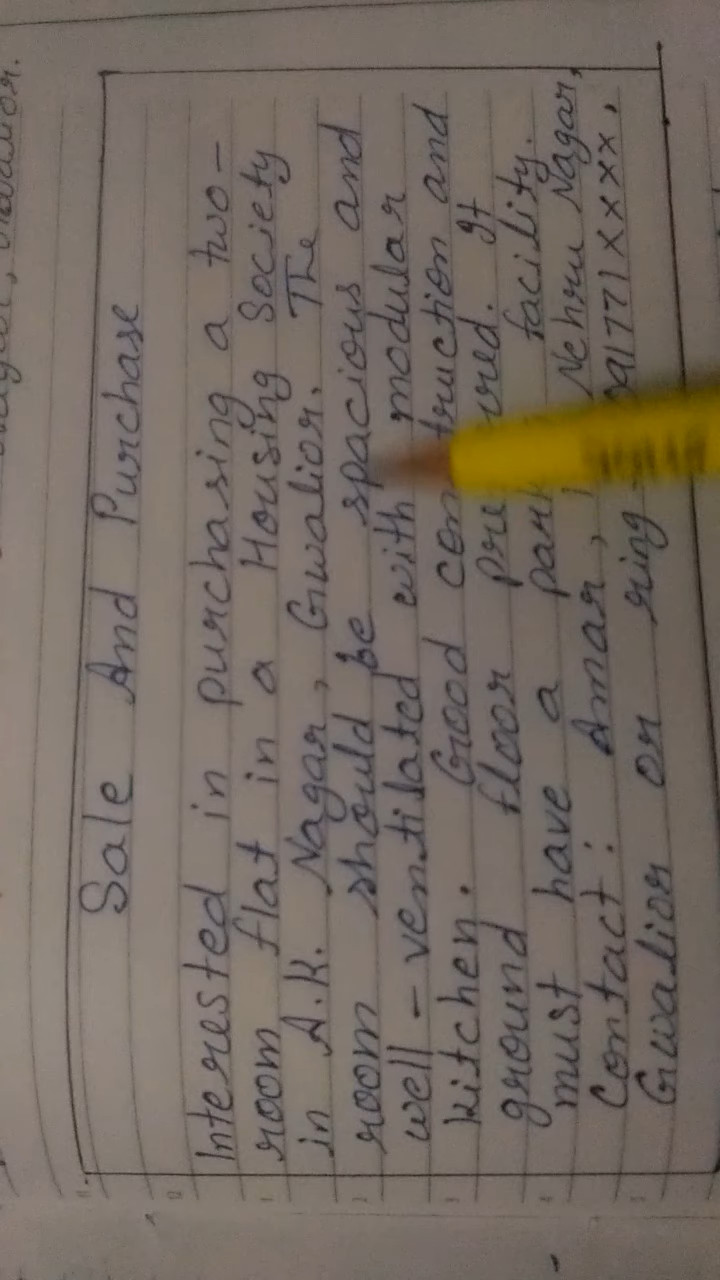 Sale And Purchase
Interested in purchasing a two-
room flat in a Housing Society
in A.K. Nagar, Gwalior. The
room should be spacious and
well-ventilated with modular
kitchen. Good construction and
ground floor It
must have a facility.
Contact: Amar, Nehru Nagar,
Gwalior or ring 91771xxxx,